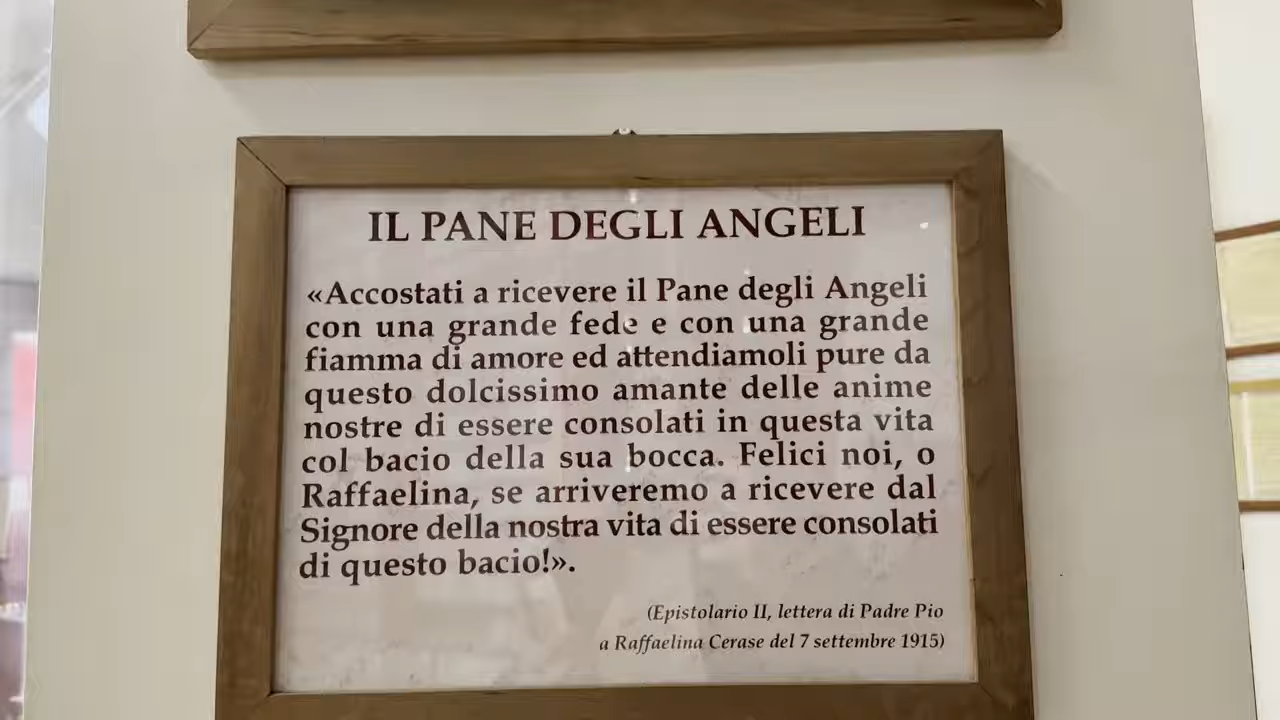 IL PANE DEGLI ANGELI
«Accostati a ricevere il Pane degli Angeli
con una grande fede e con una grande
fiamma di amore ed attendiamoli pure da
questo dolcissimo amante delle anime
nostre di essere consolati in questa vita
col bacio della sua bocca. Felici noi, o
Raffaelina, se arriveremo a ricevere dal
Signore della nostra vita di essere consolati
di questo bacio!».
(Epistolario II, lettera di Padre Pio
a Raffaelina Cerase del 7 settembre 1915)